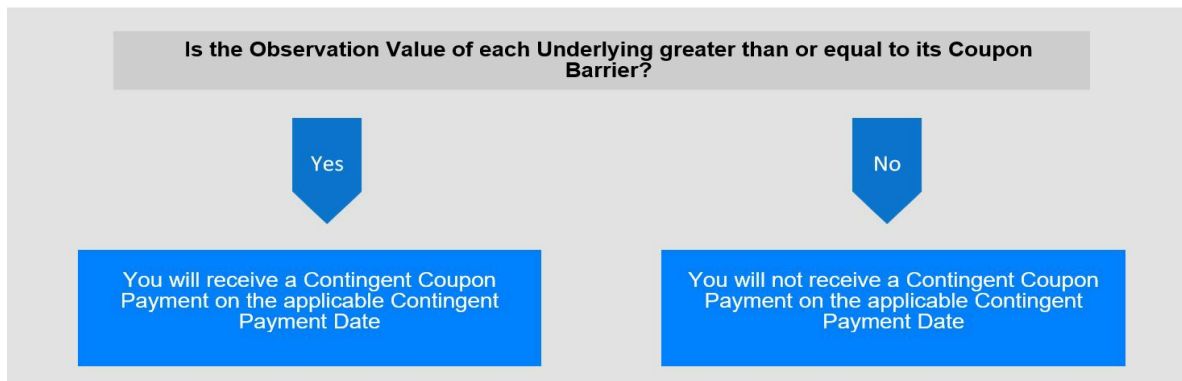 Is the Observation Value of each Underlying greater than or equal to its Coupon
Barrier?
Yes
No
You will receive a Contingent Coupon
Payment on the applicable Contingent
Payment Date
You will not receive a Contingent Coupon
Payment on the applicable Contingent
Payment Date